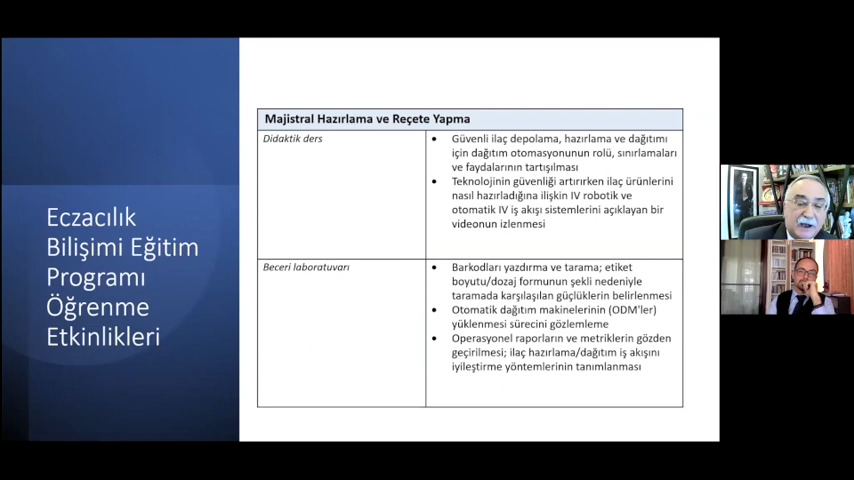 Eczacılık
Bilişimi Eğitim
Programı
Öğrenme
Etkinlikleri
Majistral Hazırlama ve Reçete Yapma
Didaktik ders
• Güvenli ilaç depolama, hazırlama ve dağıtımı
için dağıtım otomasyonunun rolü, sınırlamaları
ve faydalarının tartışılması
• Teknolojinin güvenliği artırırken ilaç ürünlerini
nasıl hazırladığına ilişkin IV robotik ve
otomatik IV iş akışı sistemlerini açıklayan bir
videonun izlenmesi
Beceri laboratuvarı
• Barkodları yazdırma ve tarama; etiket
boyutu/dozaj formunun şekli nedeniyle
taramada karşılaşılan güçlüklerin belirlenmesi
• Otomatik dağıtım makinelerinin (ODM'ler)
yüklenmesi sürecini gözlemleme
• Operasyonel raporların ve metriklerin gözden
geçirilmesi; ilaç hazırlama/dağıtım iş akışını
iyileştirme yöntemlerinin tanımlanması